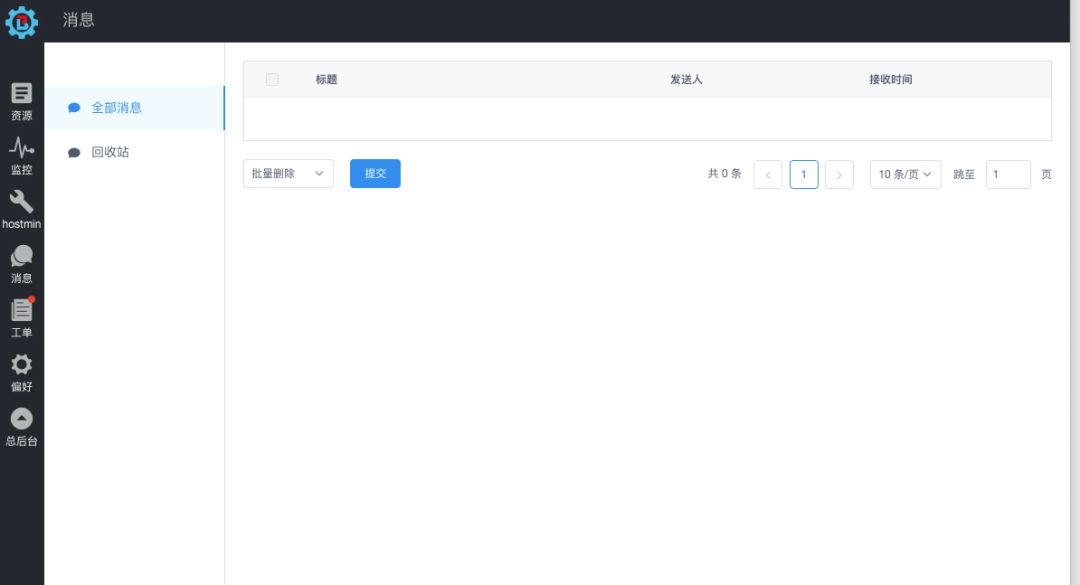 消息
资源
监控
hostmin
消息
工单
偏好
总后台
全部消息
回收站
标题 发送人 接收时间
批量删除 提交 共 0 条 1 10 条/页 跳至 1 页